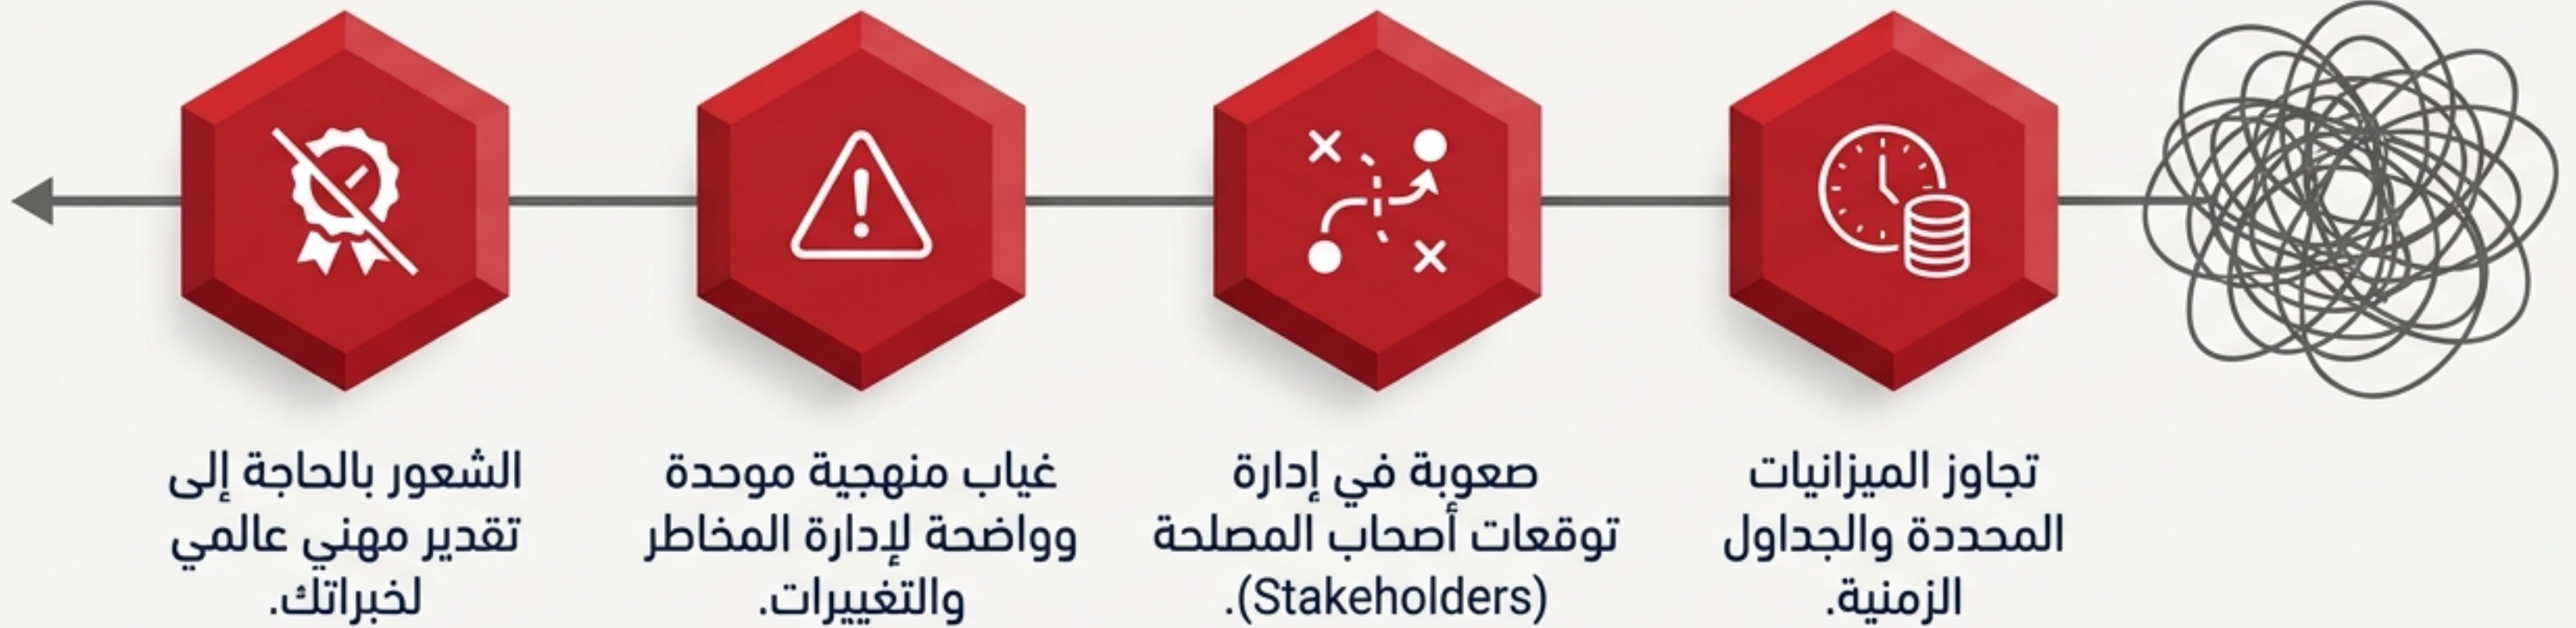 تجاوز الميزانيات
المحددة والجداول
الزمنية.
صعوبة في إدارة
توقعات أصحاب المصلحة
(Stakeholders).
غياب منهجية موحدة
وواضحة لإدارة المخاطر
والتغييرات.
الشعور بالحاجة إلى
تقدير مهني عالمي
لخبراتك.